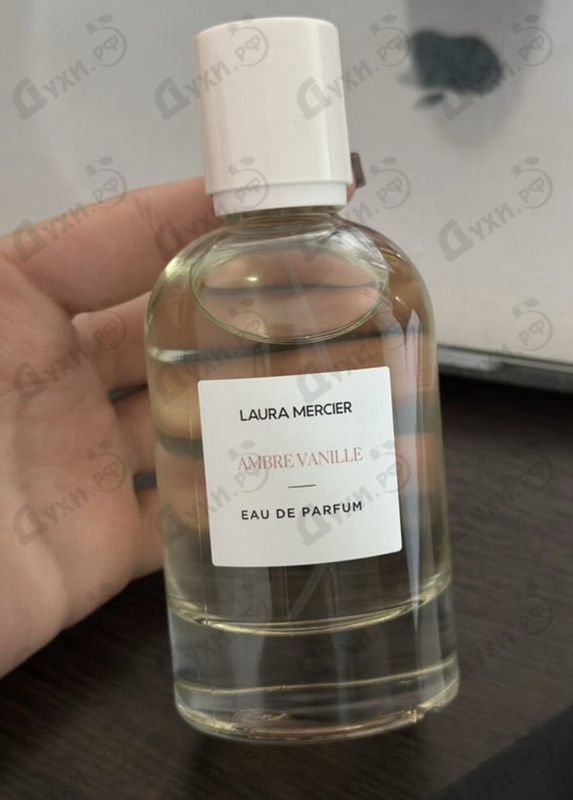 LAURA MERCIER
AMBRE VANILLE
EAU DE PARFUM
Духи.рф